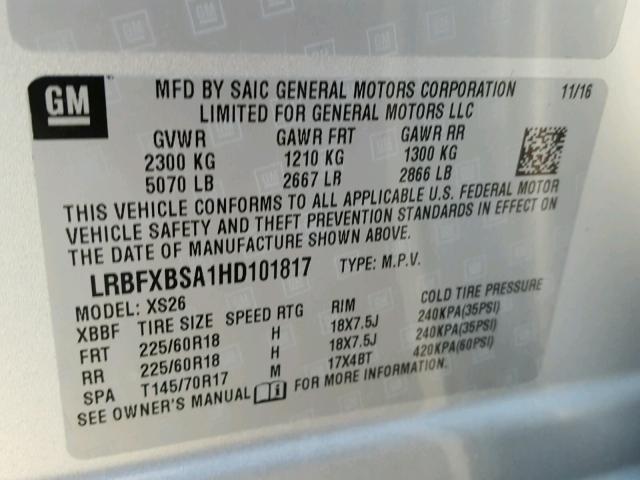 GM
MFD BY SAIC GENERAL MOTORS CORPORATION 11/16
LIMITED FOR GENERAL MOTORS LLC
GVWR GAWR FRT GAWR RR
2300 KG 1210 KG 1300 KG
5070 LB 2667 LB 2866 LB
THIS VEHICLE CONFORMS TO ALL APPLICABLE U.S. FEDERAL MOTOR
VEHICLE SAFETY AND THEFT PREVENTION STANDARDS IN EFFECT ON
THE DATE OF MANUFACTURE SHOWN ABOVE.
LRBFXBSA1HD101817 TYPE: M.P.V.
MODEL: XS26
XBBF TIRE SIZE SPEED RTG RIM COLD TIRE PRESSURE
FRT 225/60R18 H 18X7.5J 240KPA(35PSI)
RR 225/60R18 H 18X7.5J 240KPA(35PSI)
SPA T145/70R17 M 17X4BT 420KPA(60PSI)
SEE OWNER'S MANUAL FOR MORE INFORMATION.